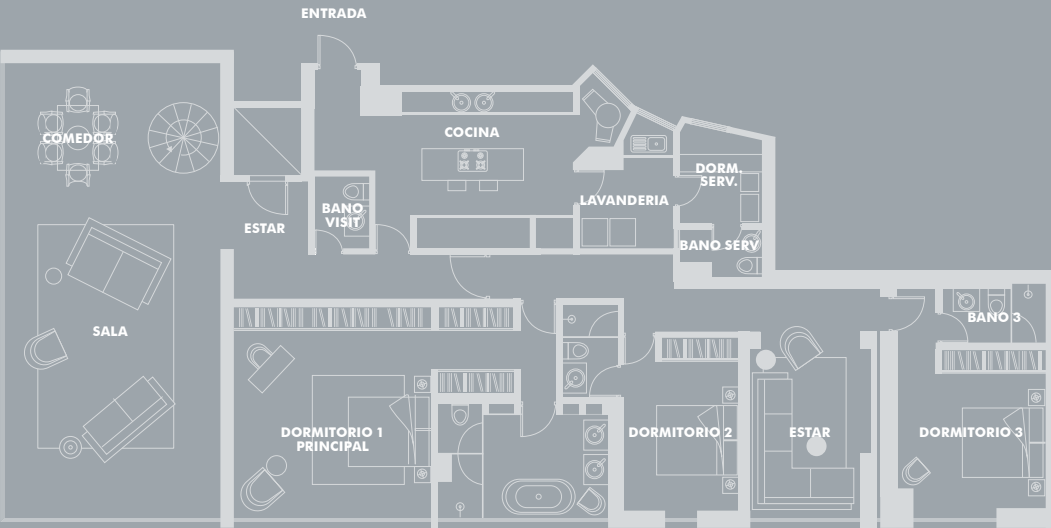 ENTRADA
COMEDOR
COCINA
DORM.
SERV.
LAVANDERIA
BANO
VISIT
ESTAR
BANO SERV
SALA
BANO 3
DORMITORIO 1
PRINCIPAL
DORMITORIO 2
ESTAR
DORMITORIO 3